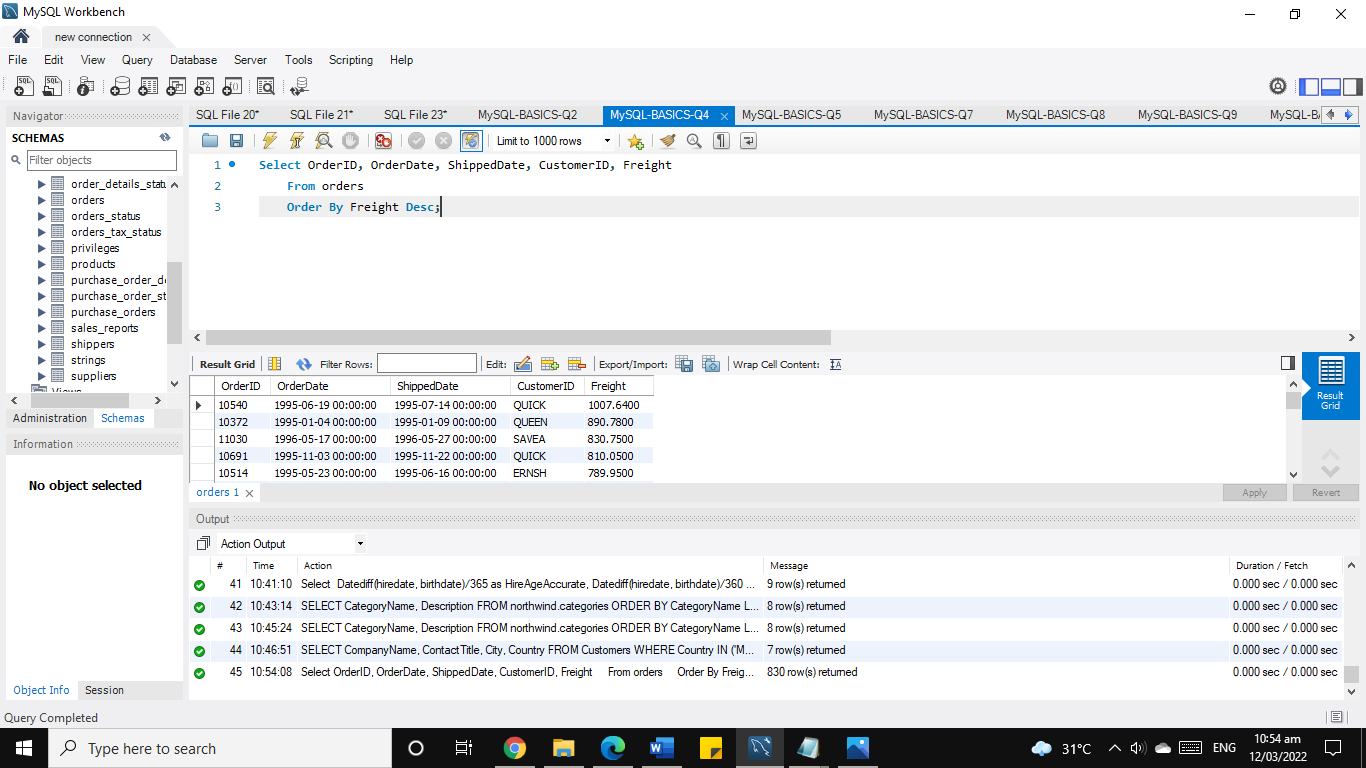 MySQL Workbench
new connection
File Edit View Query Database Server Tools Scripting Help
Navigator
SCHEMAS
Filter objects
order_details_statu
orders
orders_status
orders_tax_status
privileges
products
purchase_order_de
purchase_order_st
purchase_orders
sales_reports
shippers
strings
suppliers
Views
Administration Schemas
Information
No object selected
Object Info Session
SQL File 20* SQL File 21* SQL File 23* MySQL-BASICS-Q2 MySQL-BASICS-Q4 MySQL-BASICS-Q5 MySQL-BASICS-Q7 MySQL-BASICS-Q8 MySQL-BASICS-Q9 MySQL-B
Limit to 1000 rows
1 Select OrderID, OrderDate, ShippedDate, CustomerID, Freight
2 From orders
3 Order By Freight Desc;
Result Grid Filter Rows: Edit: Export/Import: Wrap Cell Content:
OrderID OrderDate ShippedDate CustomerID Freight
10540 1995-06-19 00:00:00 1995-07-14 00:00:00 QUICK 1007.6400
10372 1995-01-04 00:00:00 1995-01-09 00:00:00 QUEEN 890.7800
11030 1996-05-17 00:00:00 1996-05-27 00:00:00 SAVEA 830.7500
10691 1995-11-03 00:00:00 1995-11-22 00:00:00 QUICK 810.0500
10514 1995-05-23 00:00:00 1995-06-16 00:00:00 ERNSH 789.9500
Result
Grid
orders 1
Apply Revert
Output
Action Output
# Time Action Message Duration / Fetch
41 10:41:10 Select Datediff(hiredate, birthdate)/365 as HireAgeAccurate, Datediff(hiredate, birthdate)/360 ... 9 row(s) returned 0.000 sec / 0.000 sec
42 10:43:14 SELECT CategoryName, Description FROM northwind.categories ORDER BY CategoryName L... 8 row(s) returned 0.000 sec / 0.000 sec
43 10:45:24 SELECT CategoryName, Description FROM northwind.categories ORDER BY CategoryName L... 8 row(s) returned 0.000 sec / 0.000 sec
44 10:46:51 SELECT CompanyName, ContactTitle, City, Country FROM Customers WHERE Country IN ('M... 7 row(s) returned 0.000 sec / 0.000 sec
45 10:54:08 Select OrderID, OrderDate, ShippedDate, CustomerID, Freight From orders Order By Freig... 830 row(s) returned 0.000 sec / 0.000 sec
Query Completed
Type here to search
31°C
ENG
10:54 am
12/03/2022